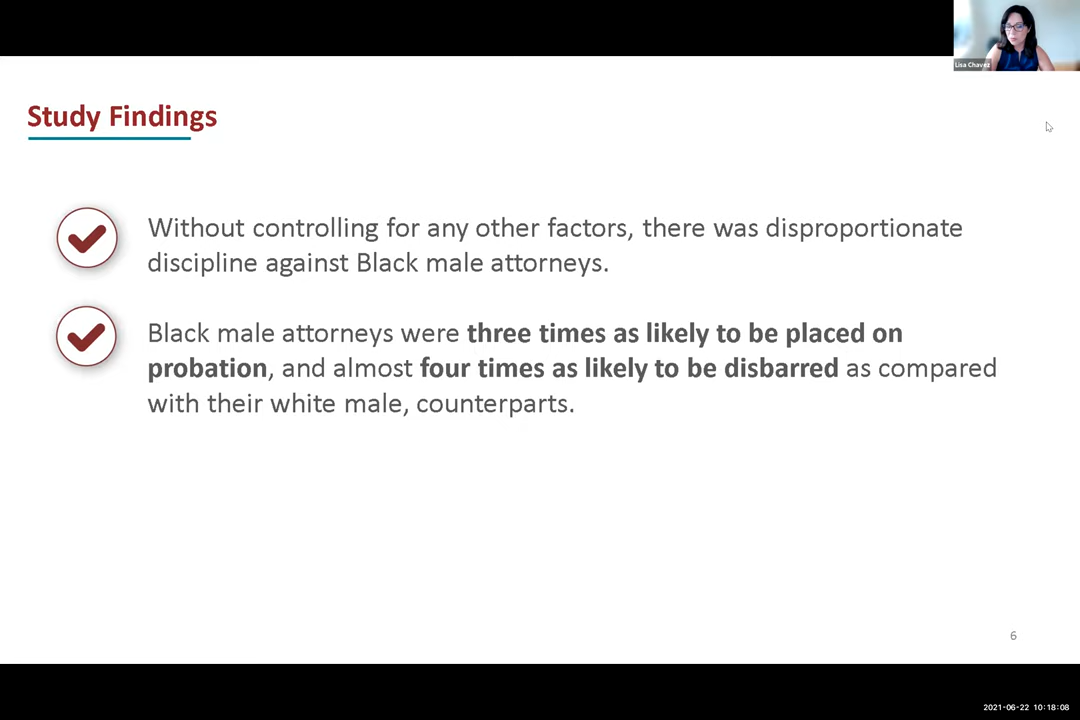 Lisa Chavez
Study Findings
Without controlling for any other factors, there was disproportionate
discipline against Black male attorneys.
Black male attorneys were three times as likely to be placed on
probation, and almost four times as likely to be disbarred as compared
with their white male, counterparts.
6
2021-06-22 10:18:08